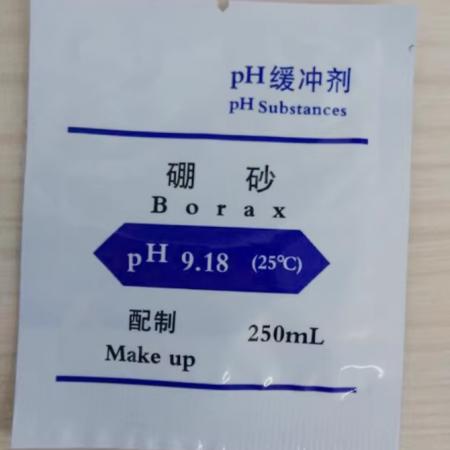 pH缓冲剂
pH Substances
硼 砂
Borax
pH 9.18 (25℃)
配制 250mL
Make up